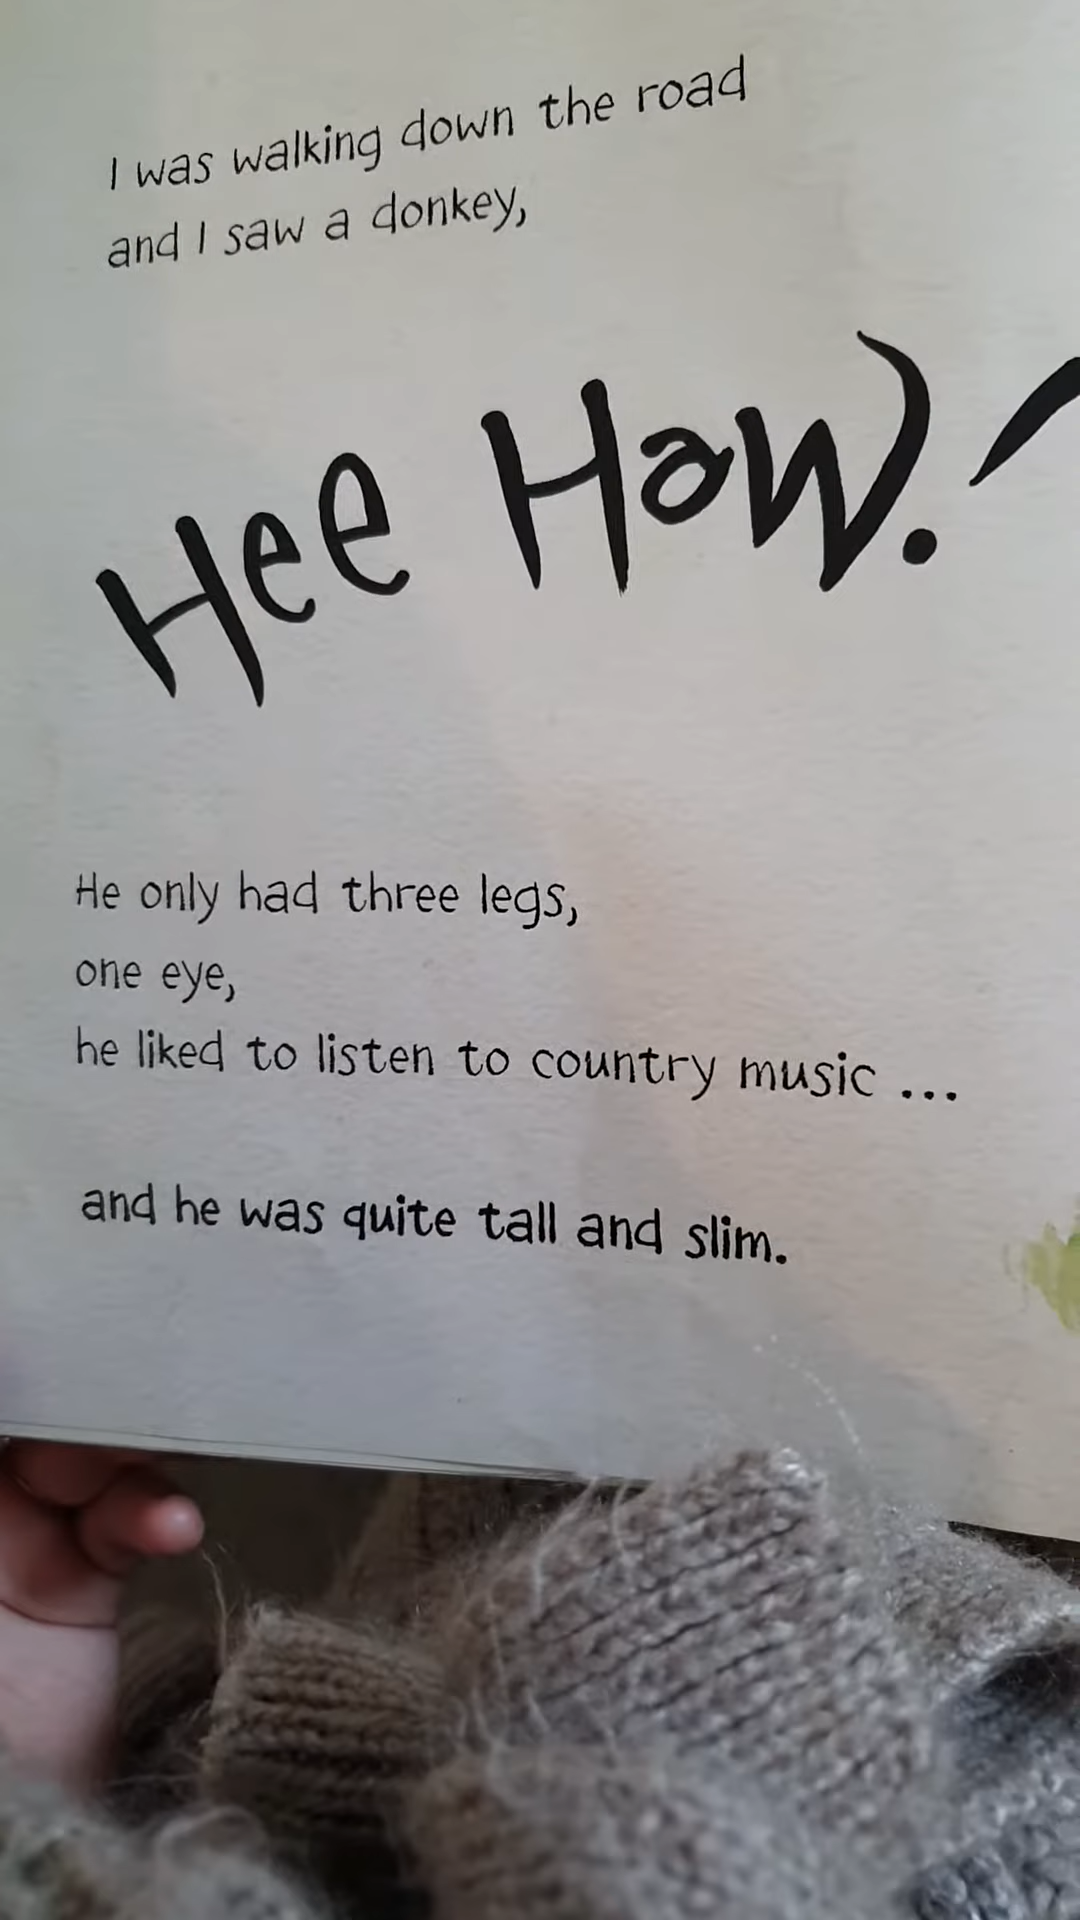 I was walking down the road
and I saw a donkey,
Hee Haw!
He only had three legs,
one eye,
he liked to listen to country music ...
and he was quite tall and slim.